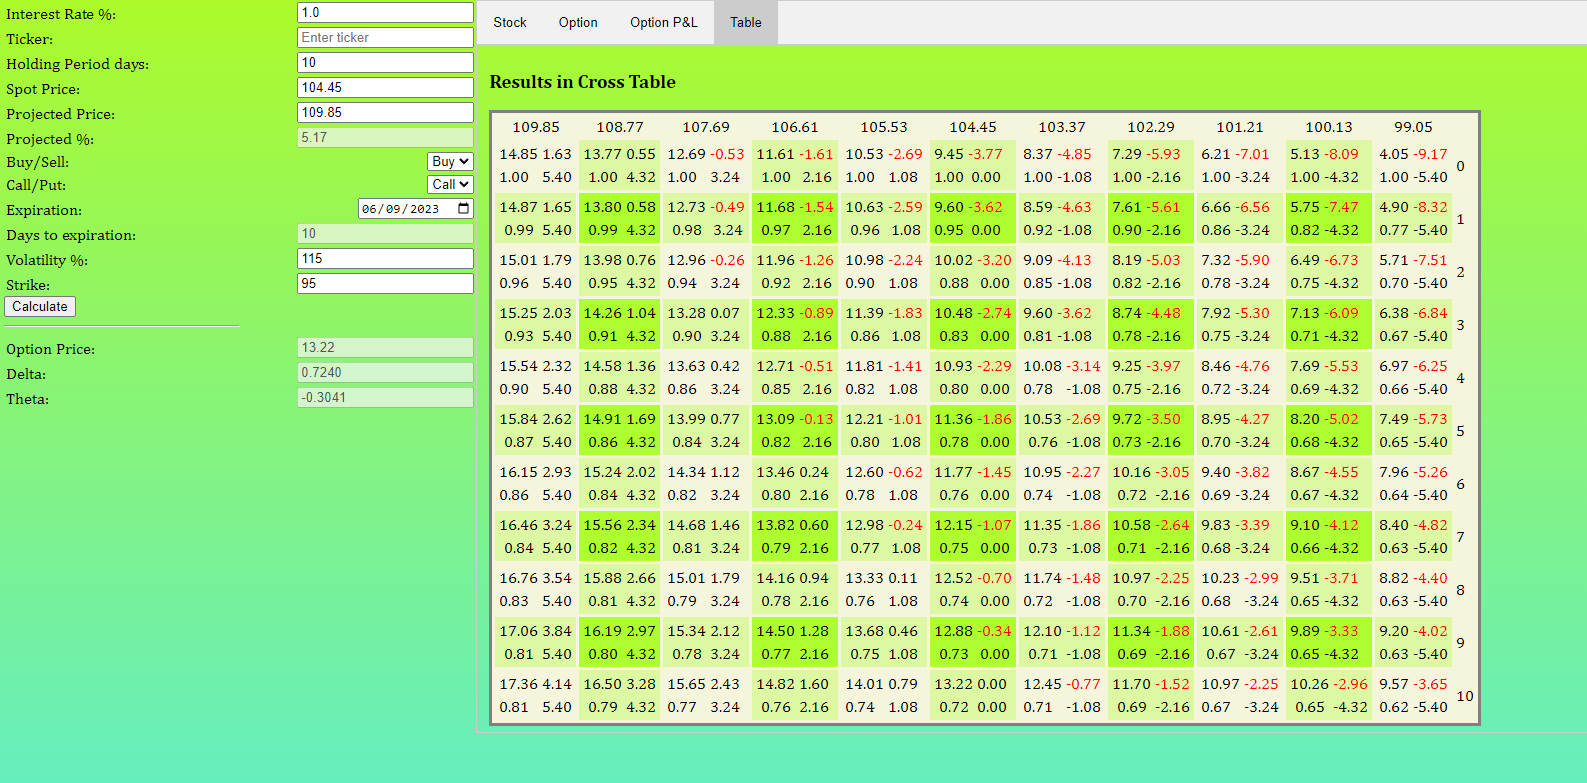 Interest Rate %: 1.0
Ticker: Enter ticker
Holding Period days: 10
Spot Price: 104.45
Projected Price: 109.85
Projected %: 5.17
Buy/Sell: Buy
Call/Put: Call
Expiration: 06/09/2023
Days to expiration: 10
Volatility %: 115
Strike: 95
Calculate
Option Price: 13.22
Delta: 0.7240
Theta: -0.3041
Stock Option Option P&L Table
Results in Cross Table
109.85 108.77 107.69 106.61 105.53 104.45 103.37 102.29 101.21 100.13 99.05
14.85 1.63 13.77 0.55 12.69 -0.53 11.61 -1.61 10.53 -2.69 9.45 -3.77 8.37 -4.85 7.29 -5.93 6.21 -7.01 5.13 -8.09 4.05 -9.17
0
1.00 5.40 1.00 4.32 1.00 3.24 1.00 2.16 1.00 1.08 1.00 0.00 1.00 -1.08 1.00 -2.16 1.00 -3.24 1.00 -4.32 1.00 -5.40
14.87 1.65 13.80 0.58 12.73 -0.49 11.68 -1.54 10.63 -2.59 9.60 -3.62 8.59 -4.63 7.61 -5.61 6.66 -6.56 5.75 -7.47 4.90 -8.32
1
0.99 5.40 0.99 4.32 0.98 3.24 0.97 2.16 0.96 1.08 0.95 0.00 0.92 -1.08 0.90 -2.16 0.86 -3.24 0.82 -4.32 0.77 -5.40
15.01 1.79 13.98 0.76 12.96 -0.26 11.96 -1.26 10.98 -2.24 10.02 -3.20 9.09 -4.13 8.19 -5.03 7.32 -5.90 6.49 -6.73 5.71 -7.51
2
0.96 5.40 0.95 4.32 0.94 3.24 0.92 2.16 0.90 1.08 0.88 0.00 0.85 -1.08 0.82 -2.16 0.78 -3.24 0.75 -4.32 0.70 -5.40
15.25 2.03 14.26 1.04 13.28 0.07 12.33 -0.89 11.39 -1.83 10.48 -2.74 9.60 -3.62 8.74 -4.48 7.92 -5.30 7.13 -6.09 6.38 -6.84
3
0.93 5.40 0.91 4.32 0.90 3.24 0.88 2.16 0.86 1.08 0.83 0.00 0.81 -1.08 0.78 -2.16 0.75 -3.24 0.71 -4.32 0.67 -5.40
15.54 2.32 14.58 1.36 13.63 0.42 12.71 -0.51 11.81 -1.41 10.93 -2.29 10.08 -3.14 9.25 -3.97 8.46 -4.76 7.69 -5.53 6.97 -6.25
4
0.90 5.40 0.88 4.32 0.86 3.24 0.85 2.16 0.82 1.08 0.80 0.00 0.78 -1.08 0.75 -2.16 0.72 -3.24 0.69 -4.32 0.66 -5.40
15.84 2.62 14.91 1.69 13.99 0.77 13.09 -0.13 12.21 -1.01 11.36 -1.86 10.53 -2.69 9.72 -3.50 8.95 -4.27 8.20 -5.02 7.49 -5.73
5
0.87 5.40 0.86 4.32 0.84 3.24 0.82 2.16 0.80 1.08 0.78 0.00 0.76 -1.08 0.73 -2.16 0.70 -3.24 0.68 -4.32 0.65 -5.40
16.15 2.93 15.24 2.02 14.34 1.12 13.46 0.24 12.60 -0.62 11.77 -1.45 10.95 -2.27 10.16 -3.05 9.40 -3.82 8.67 -4.55 7.96 -5.26
6
0.86 5.40 0.84 4.32 0.82 3.24 0.80 2.16 0.78 1.08 0.76 0.00 0.74 -1.08 0.72 -2.16 0.69 -3.24 0.67 -4.32 0.64 -5.40
16.46 3.24 15.56 2.34 14.68 1.46 13.82 0.60 12.98 -0.24 12.15 -1.07 11.35 -1.86 10.58 -2.64 9.83 -3.39 9.10 -4.12 8.40 -4.82
7
0.84 5.40 0.82 4.32 0.81 3.24 0.79 2.16 0.77 1.08 0.75 0.00 0.73 -1.08 0.71 -2.16 0.68 -3.24 0.66 -4.32 0.63 -5.40
16.76 3.54 15.88 2.66 15.01 1.79 14.16 0.94 13.33 0.11 12.52 -0.70 11.74 -1.48 10.97 -2.25 10.23 -2.99 9.51 -3.71 8.82 -4.40
8
0.83 5.40 0.81 4.32 0.79 3.24 0.78 2.16 0.76 1.08 0.74 0.00 0.72 -1.08 0.70 -2.16 0.68 -3.24 0.65 -4.32 0.63 -5.40
17.06 3.84 16.19 2.97 15.34 2.12 14.50 1.28 13.68 0.46 12.88 -0.34 12.10 -1.12 11.34 -1.88 10.61 -2.61 9.89 -3.33 9.20 -4.02
9
0.81 5.40 0.80 4.32 0.78 3.24 0.77 2.16 0.75 1.08 0.73 0.00 0.71 -1.08 0.69 -2.16 0.67 -3.24 0.65 -4.32 0.63 -5.40
17.36 4.14 16.50 3.28 15.65 2.43 14.82 1.60 14.01 0.79 13.22 0.00 12.45 -0.77 11.70 -1.52 10.97 -2.25 10.26 -2.96 9.57 -3.65
10
0.81 5.40 0.79 4.32 0.77 3.24 0.76 2.16 0.74 1.08 0.72 0.00 0.71 -1.08 0.69 -2.16 0.67 -3.24 0.65 -4.32 0.62 -5.40